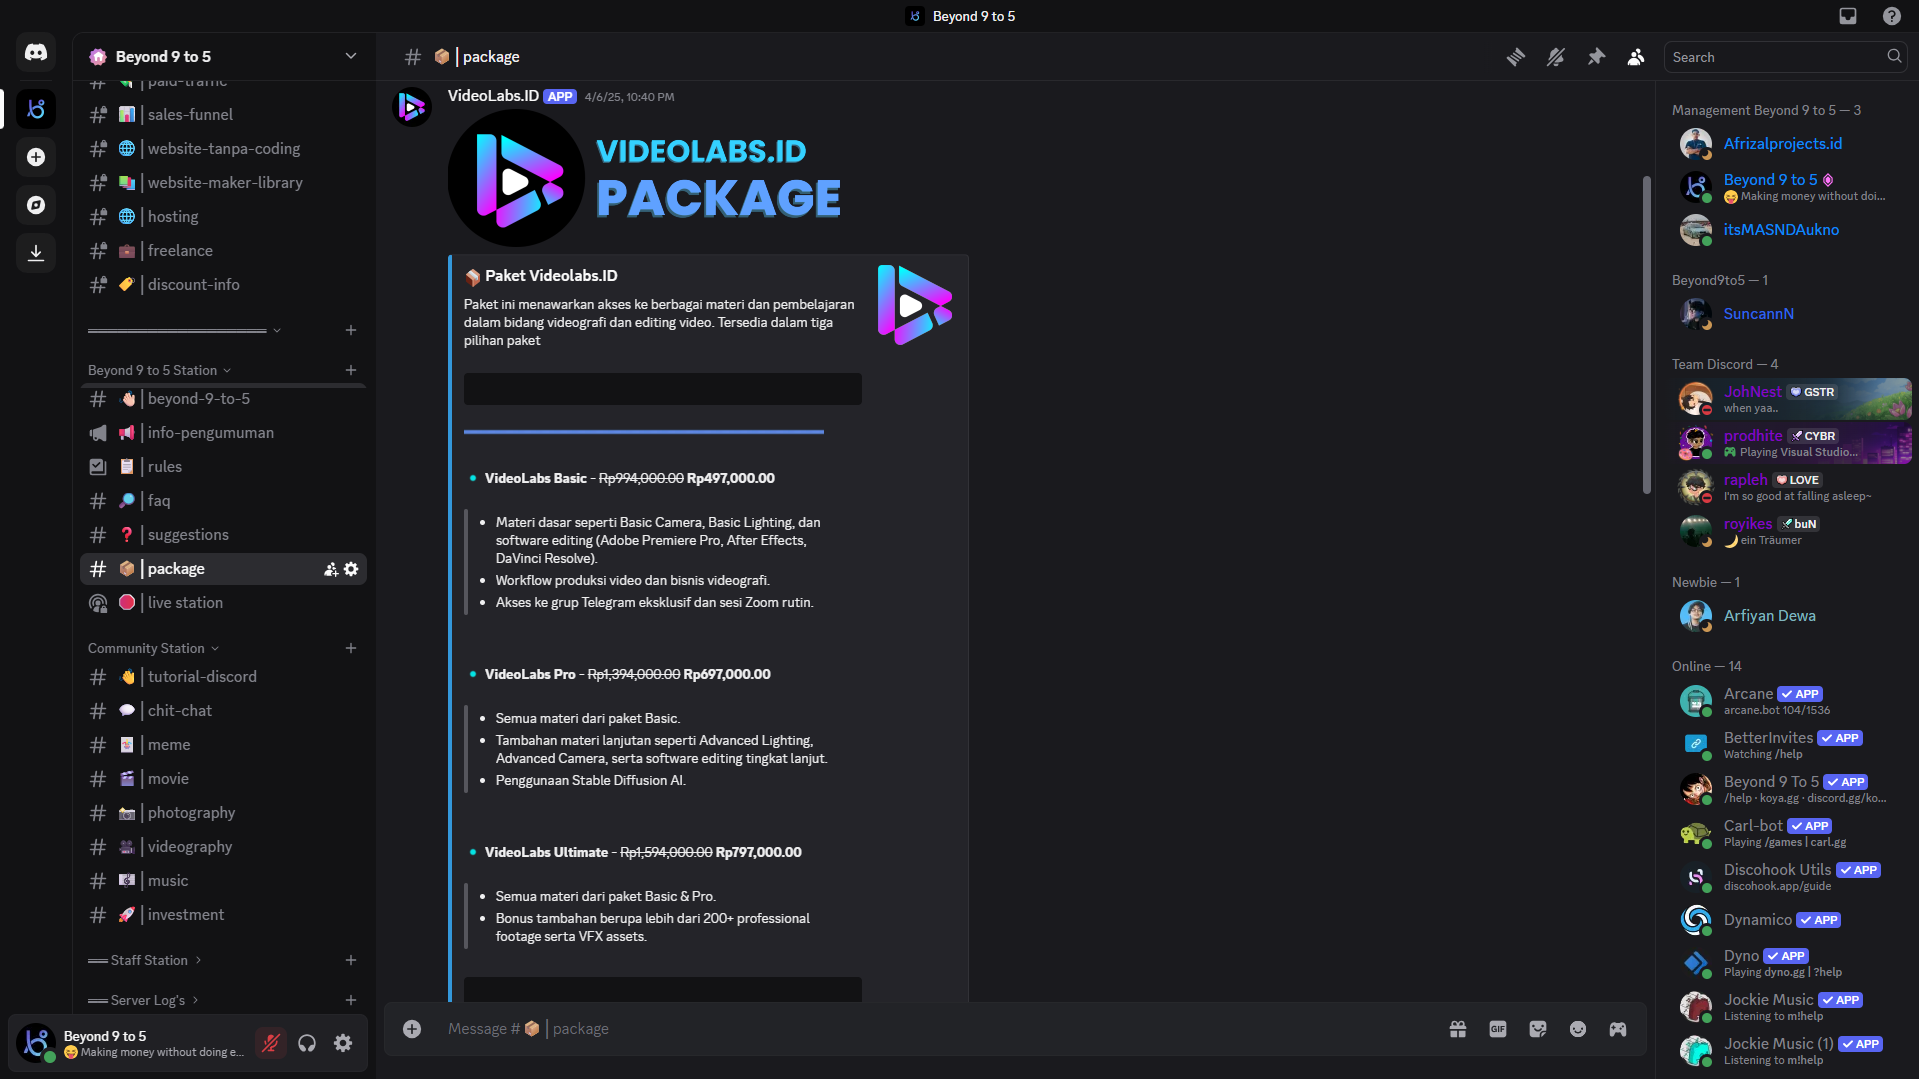 Beyond 9 to 5
Beyond 9 to 5
paid-traffic
sales-funnel
website-tanpa-coding
website-maker-library
hosting
freelance
discount-info
Beyond 9 to 5 Station
beyond-9-to-5
info-pengumuman
rules
faq
suggestions
package
live station
Community Station
tutorial-discord
chit-chat
meme
movie
photography
videography
music
investment
Staff Station
Server Log's
Beyond 9 to 5
Making money without doing e...
package
Search
VideoLabs.ID APP 4/6/25, 10:40 PM
VIDEOLABS.ID
PACKAGE
Paket Videolabs.ID
Paket ini menawarkan akses ke berbagai materi dan pembelajaran
dalam bidang videografi dan editing video. Tersedia dalam tiga
pilihan paket
VideoLabs Basic - Rp994,000.00 Rp497,000.00
• Materi dasar seperti Basic Camera, Basic Lighting, dan
software editing (Adobe Premiere Pro, After Effects,
DaVinci Resolve).
• Workflow produksi video dan bisnis videografi.
• Akses ke grup Telegram eksklusif dan sesi Zoom rutin.
VideoLabs Pro - Rp1,394,000.00 Rp697,000.00
• Semua materi dari paket Basic.
• Tambahan materi lanjutan seperti Advanced Lighting,
Advanced Camera, serta software editing tingkat lanjut.
• Penggunaan Stable Diffusion AI.
VideoLabs Ultimate - Rp1,594,000.00 Rp797,000.00
• Semua materi dari paket Basic & Pro.
• Bonus tambahan berupa lebih dari 200+ professional
footage serta VFX assets.
Message # package
GIF
Management Beyond 9 to 5 — 3
Afrizalprojects.id
Beyond 9 to 5
Making money without doi...
itsMASNDAukno
Beyond9to5 — 1
SuncannN
Team Discord — 4
JohNest GSTR
when yaa..
prodhite CYBR
Playing Visual Studio...
rapleh LOVE
I'm so good at falling asleep~
royikes buN
ein Träumer
Newbie — 1
Arfiyan Dewa
Online — 14
Arcane APP
arcane.bot 104/1536
BetterInvites APP
Watching /help
Beyond 9 To 5 APP
/help · koya.gg · discord.gg/ko...
Carl-bot APP
Playing /games | carl.gg
Discohook Utils APP
discohook.app/guide
Dynamico APP
Dyno APP
Playing dyno.gg | ?help
Jockie Music APP
Listening to m!help
Jockie Music (1) APP
Listening to m!help